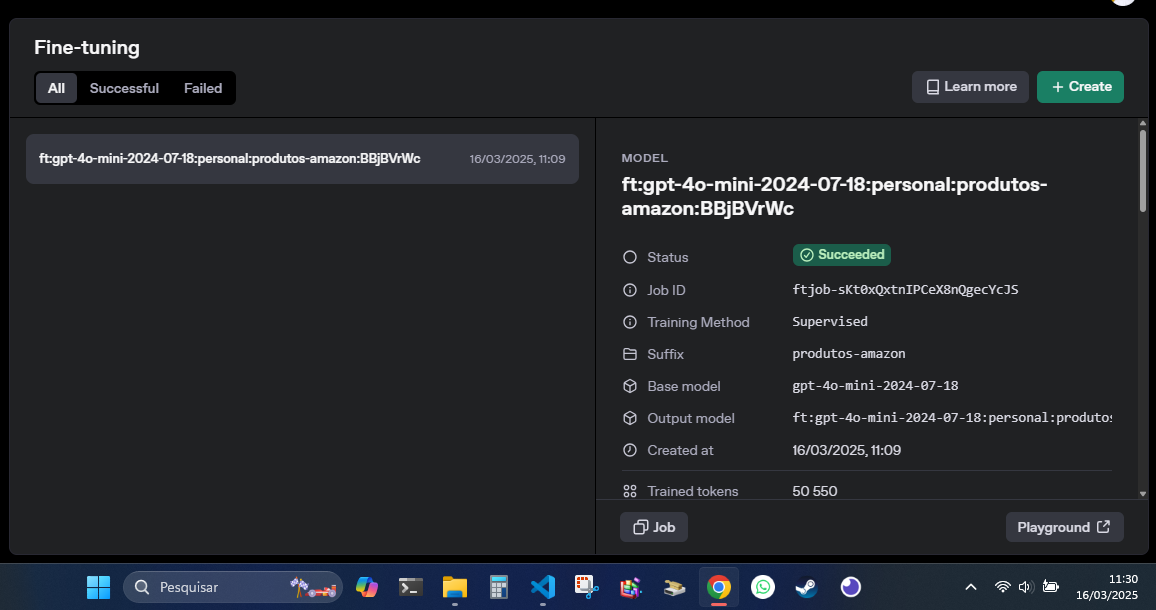 Fine-tuning
All Successful Failed
Learn more + Create
ft:gpt-4o-mini-2024-07-18:personal:produtos-amazon:BBjBVrWc 16/03/2025, 11:09
MODEL
ft:gpt-4o-mini-2024-07-18:personal:produtos-
amazon:BBjBVrWc
Status Succeeded
Job ID ftjob-sKt0xQxtnIPCeX8nQgecYcJS
Training Method Supervised
Suffix produtos-amazon
Base model gpt-4o-mini-2024-07-18
Output model ft:gpt-4o-mini-2024-07-18:personal:produtos
Created at 16/03/2025, 11:09
Trained tokens 50 550
Job Playground
Pesquisar
11:30
16/03/2025